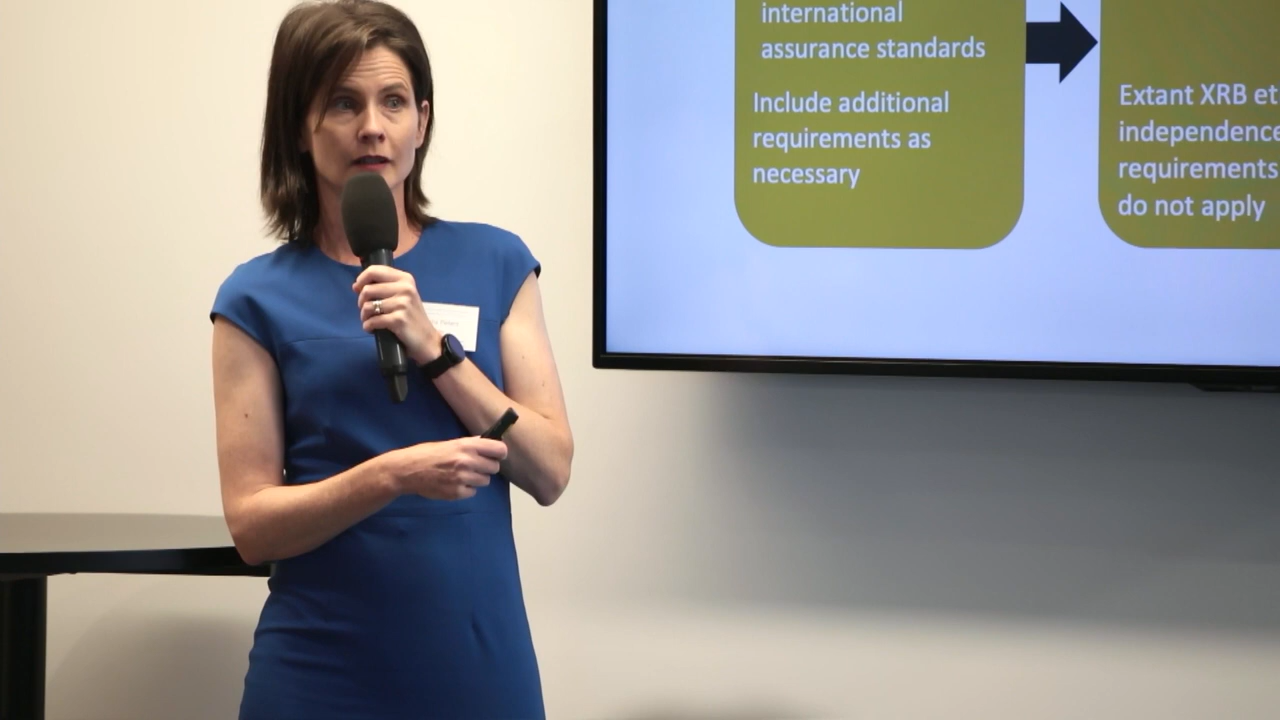 international
assurance standards
Include additional
requirements as
necessary
Extant XRB et
independence
requirements
do not apply